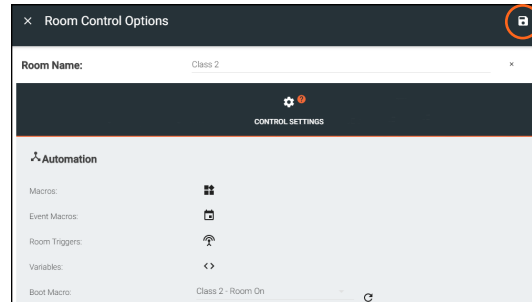 × Room Control Options
Room Name: Class 2 ×
?
CONTROL SETTINGS
Automation
Macros:
Event Macros:
Room Triggers:
Variables: <>
Boot Macro: Class 2 - Room On